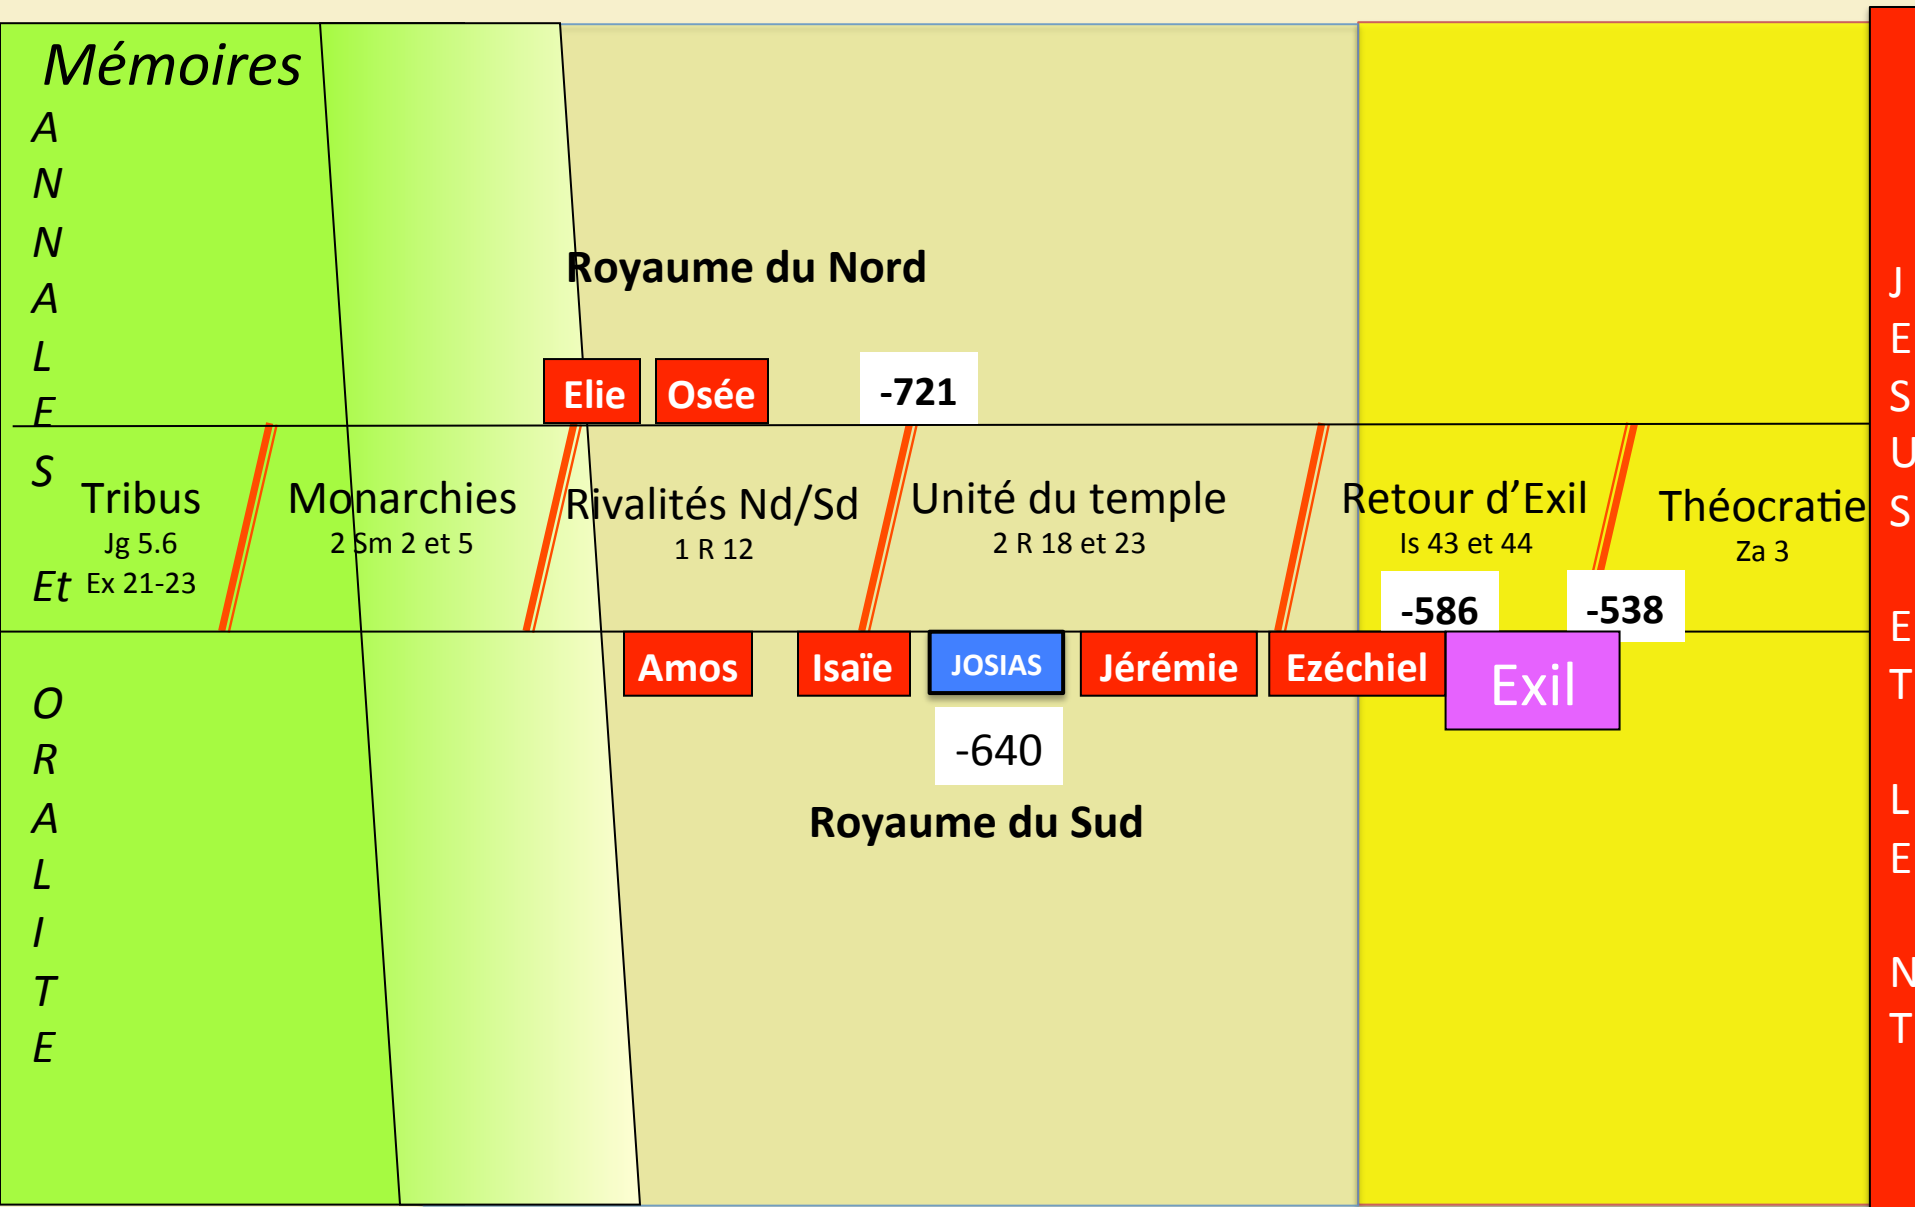 Mémoires
A
N
N
A
L
E
S
Et
O
R
A
L
I
T
E
Royaume du Nord
Elie
Osée
-721
Tribus
Jg 5.6
Ex 21-23
Monarchies
2 Sm 2 et 5
Rivalités Nd/Sd
1 R 12
Unité du temple
2 R 18 et 23
Retour d’Exil
Is 43 et 44
Théocratie
Za 3
-586
-538
Amos
Isaïe
JOSIAS
Jérémie
Ezéchiel
Exil
-640
Royaume du Sud
J
E
S
U
S
E
T
L
E
N
T